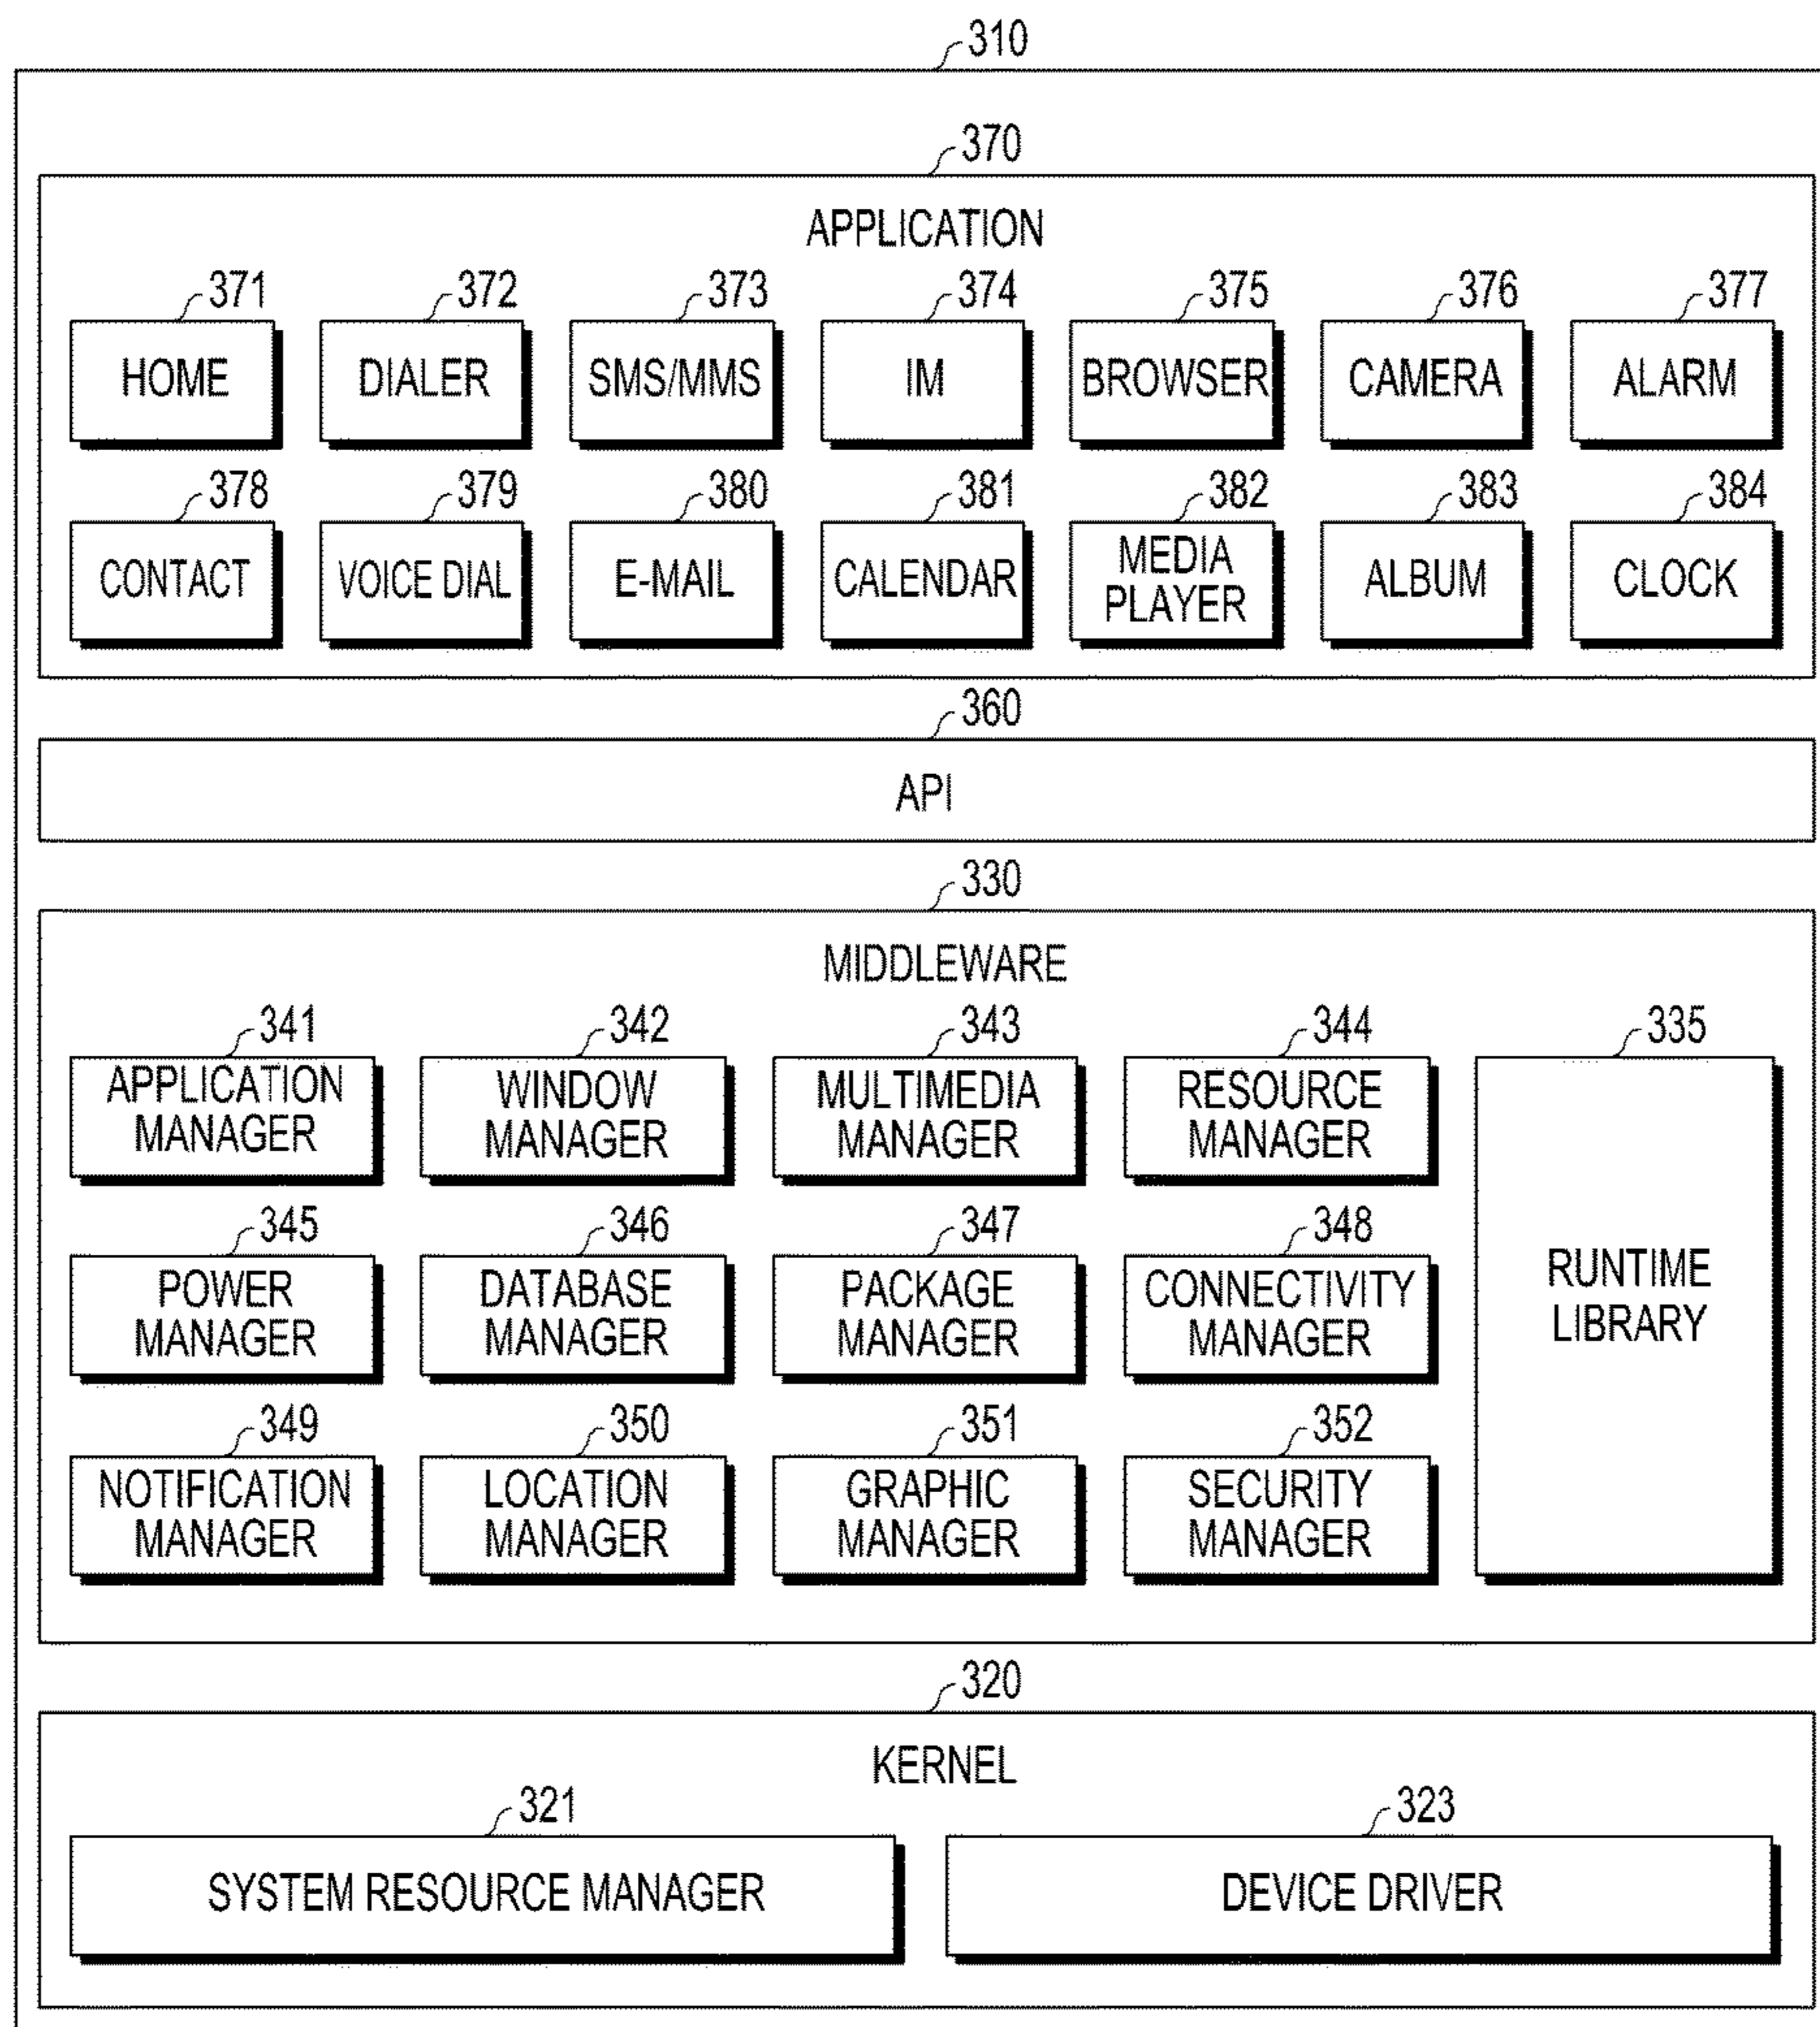 310
370
APPLICATION
371 372 373 374 375 376 377
HOME DIALER SMS/MMS IM BROWSER CAMERA ALARM
378 379 380 381 382 383 384
CONTACT VOICE DIAL E-MAIL CALENDAR MEDIA PLAYER ALBUM CLOCK
360
API
330
MIDDLEWARE
341 342 343 344 335
APPLICATION MANAGER WINDOW MANAGER MULTIMEDIA MANAGER RESOURCE MANAGER
345 346 347 348
POWER MANAGER DATABASE MANAGER PACKAGE MANAGER CONNECTIVITY MANAGER RUNTIME LIBRARY
349 350 351 352
NOTIFICATION MANAGER LOCATION MANAGER GRAPHIC MANAGER SECURITY MANAGER
320
KERNEL
321 323
SYSTEM RESOURCE MANAGER DEVICE DRIVER